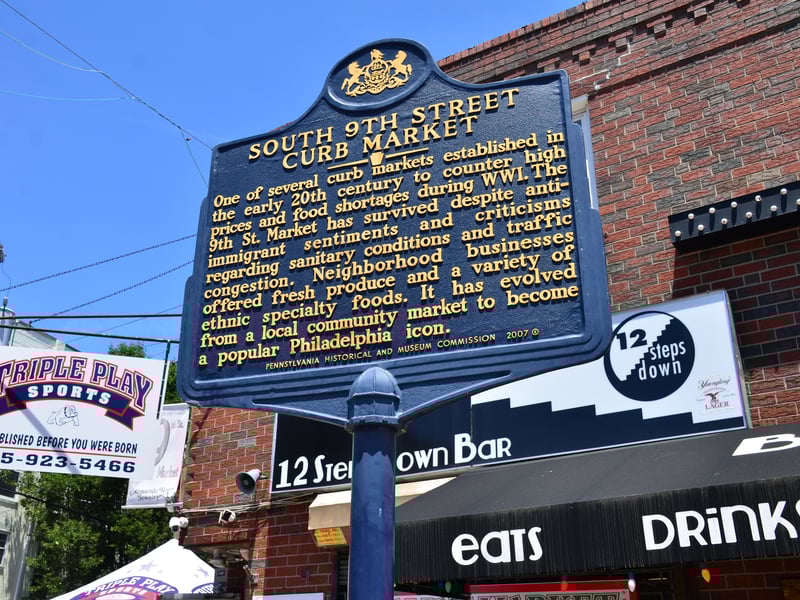 SOUTH 9TH STREET
CURB MARKET
One of several curb markets established in
the early 20th century to counter high
prices and food shortages during WWI. The
9th St. Market has survived despite anti-
immigrant sentiments and criticisms
regarding sanitary conditions and traffic
congestion. Neighborhood businesses
offered fresh produce and a variety of
ethnic specialty foods. It has evolved
from a local community market to become
a popular Philadelphia icon.
PENNSYLVANIA HISTORICAL AND MUSEUM COMMISSION 2007 ©
TRIPLE PLAY
SPORTS
BLISHED BEFORE YOU WERE BORN
5-923-5466
12 steps
down
Yuengling
LAGER
12 Ste Down Bar
EATS
DRINKS
TRIPLE PLAY